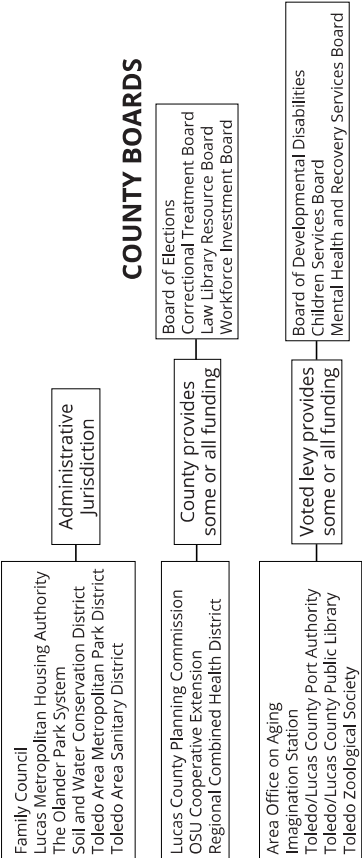 Family Council
Lucas Metropolitan Housing Authority
The Olander Park System
Soil and Water Conservation District
Toledo Area Metropolitan Park District
Toledo Area Sanitary District
Administrative
Jurisdiction
COUNTY BOARDS
Lucas County Planning Commission
OSU Cooperative Extension
Regional Combined Health District
County provides
some or all funding
Board of Elections
Correctional Treatment Board
Law Library Resource Board
Workforce Investment Board
Area Office on Aging
Imagination Station
Toledo/Lucas County Port Authority
Toledo/Lucas County Public Library
Toledo Zoological Society
Voted levy provides
some or all funding
Board of Developmental Disabilities
Children Services Board
Mental Health and Recovery Services Board